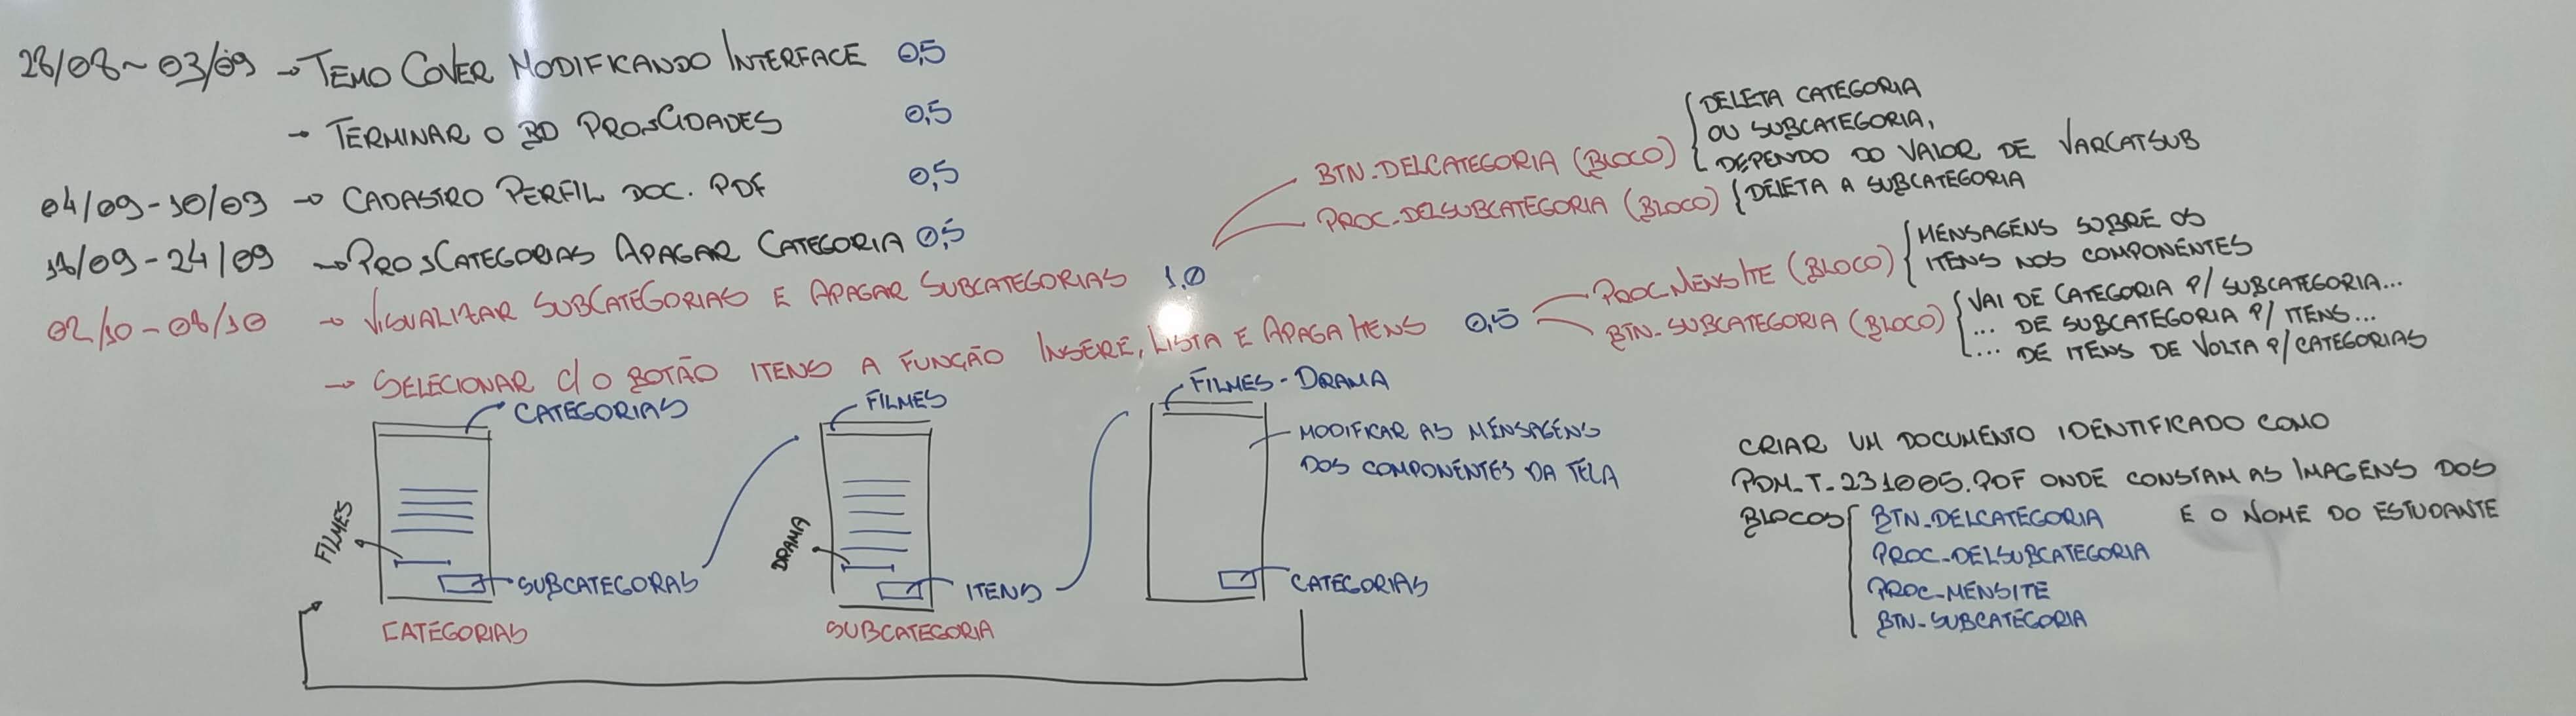 28/08~03/09 → TEMO COVER MODIFICANDO INTERFACE 0,5
→ TERMINAR O BD PROJCIDADES 0,5
04/09-10/09 → CADASTRO PERFIL DOC. PDF 0,5
18/09-24/09 → PROJCATEGORIAS APAGAR CATEGORIA 0,5
02/10-08/10 → VISUALIZAR SUBCATEGORIAS E APAGAR SUBCATEGORIAS 1,0
→ SELECIONAR C/ O BOTÃO ITENS A FUNÇÃO INSERE, LISTA E APAGA ITENS 0,5
BTN_DELCATEGORIA (BLOCO) { DELETA CATEGORIA
OU SUBCATEGORIA,
DEPENDO DO VALOR DE VARCATSUB
PROC_DELSUBCATEGORIA (BLOCO) { DELETA A SUBCATEGORIA
PROCMENSITE (BLOCO) { MENSAGENS SOBRE OS
ITENS NOS COMPONENTES
BTN_SUBCATEGORIA (BLOCO) { VAI DE CATEGORIA P/ SUBCATEGORIA...
... DE SUBCATEGORIA P/ ITENS...
... DE ITENS DE VOLTA P/ CATEGORIAS
CATEGORIAS
FILMES
SUBCATEGORAS
CATEGORIAS
FILMES
DRAMA
ITENS
SUBCATEGORIA
FILMES - DRAMA
MODIFICAR AS MENSAGENS
DOS COMPONENTES DA TELA
CATEGORIAS
CRIAR UM DOCUMENTO IDENTIFICADO COMO
PDM_T_231005.PDF ONDE CONSTAM AS IMAGENS DOS
BLOCOS { BTN_DELCATEGORIA E O NOME DO ESTUDANTE
PROC_DELSUBCATEGORIA
PROC_MENSITE
BTN_SUBCATEGORIA